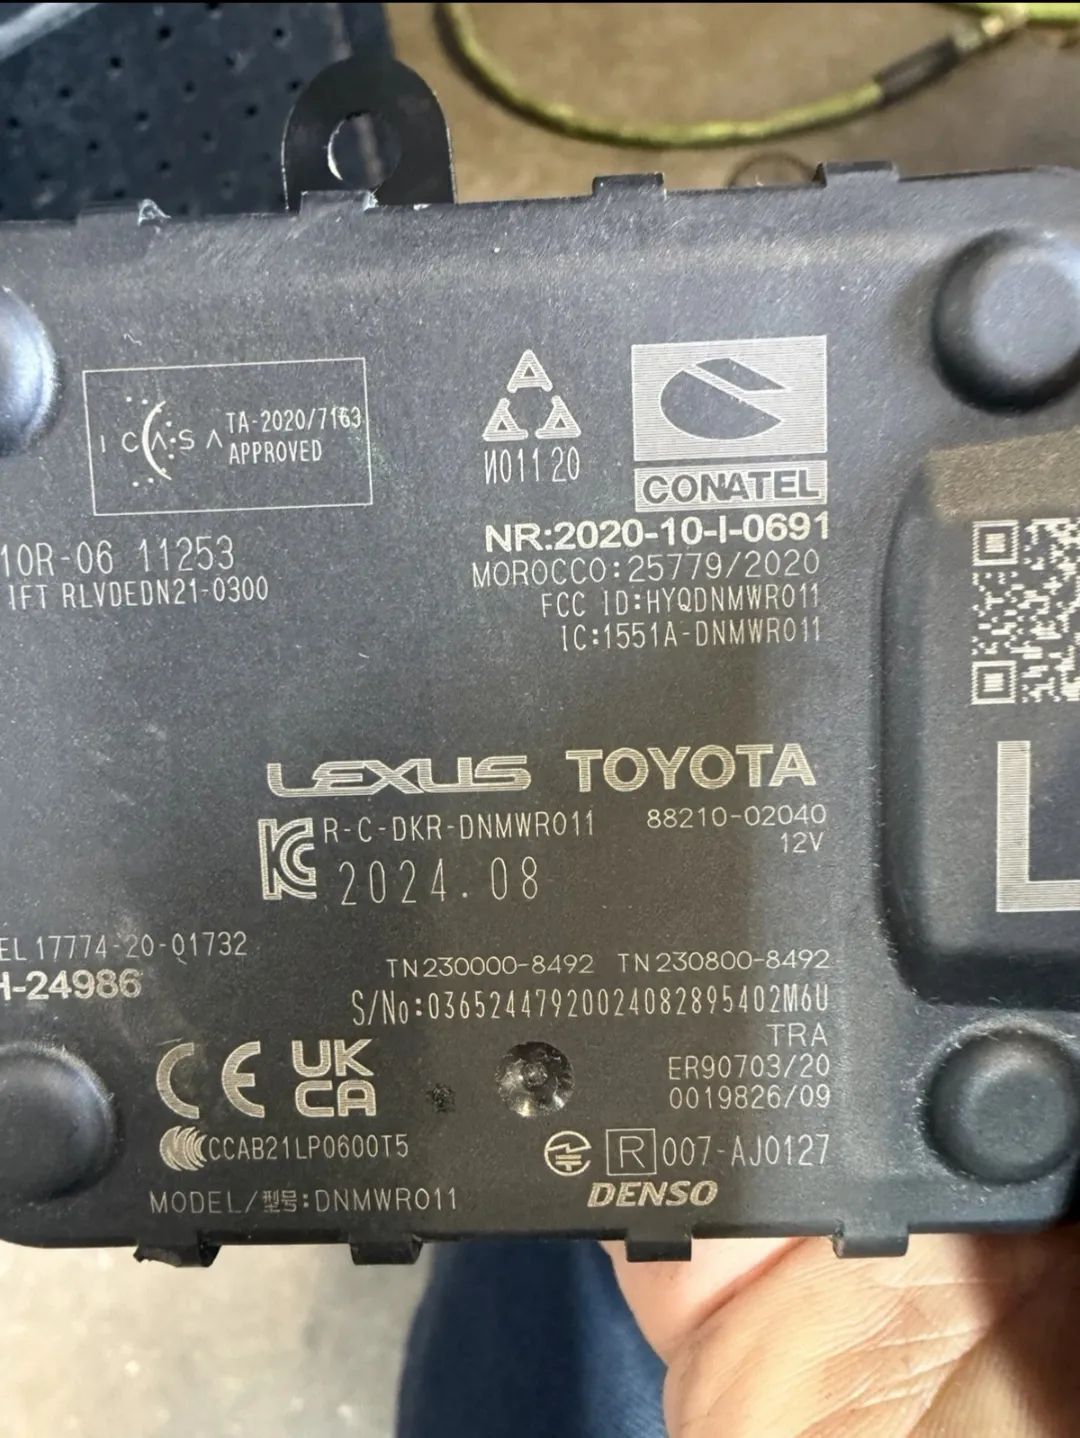 ICASA TA-2020/7163
APPROVED
И011 20
CONATEL
NR:2020-10-I-0691
MOROCCO:25779/2020
FCC ID:HYQDNMWR011
IC:1551A-DNMWR011
10R-06 11253
IFT RLVDEDN21-0300
LEXUS TOYOTA
R-C-DKR-DNMWR011
88210-02040
12V
2024.08
L
EL 17774-20-01732
H-24986
TN230000-8492 TN230800-8492
S/No:03652447920024082895402M6U
TRA
ER90703/20
0019826/09
CE UK
CA
CCAB21LP0600T5
R 007-AJ0127
MODEL/型号:DNMWR011
DENSO